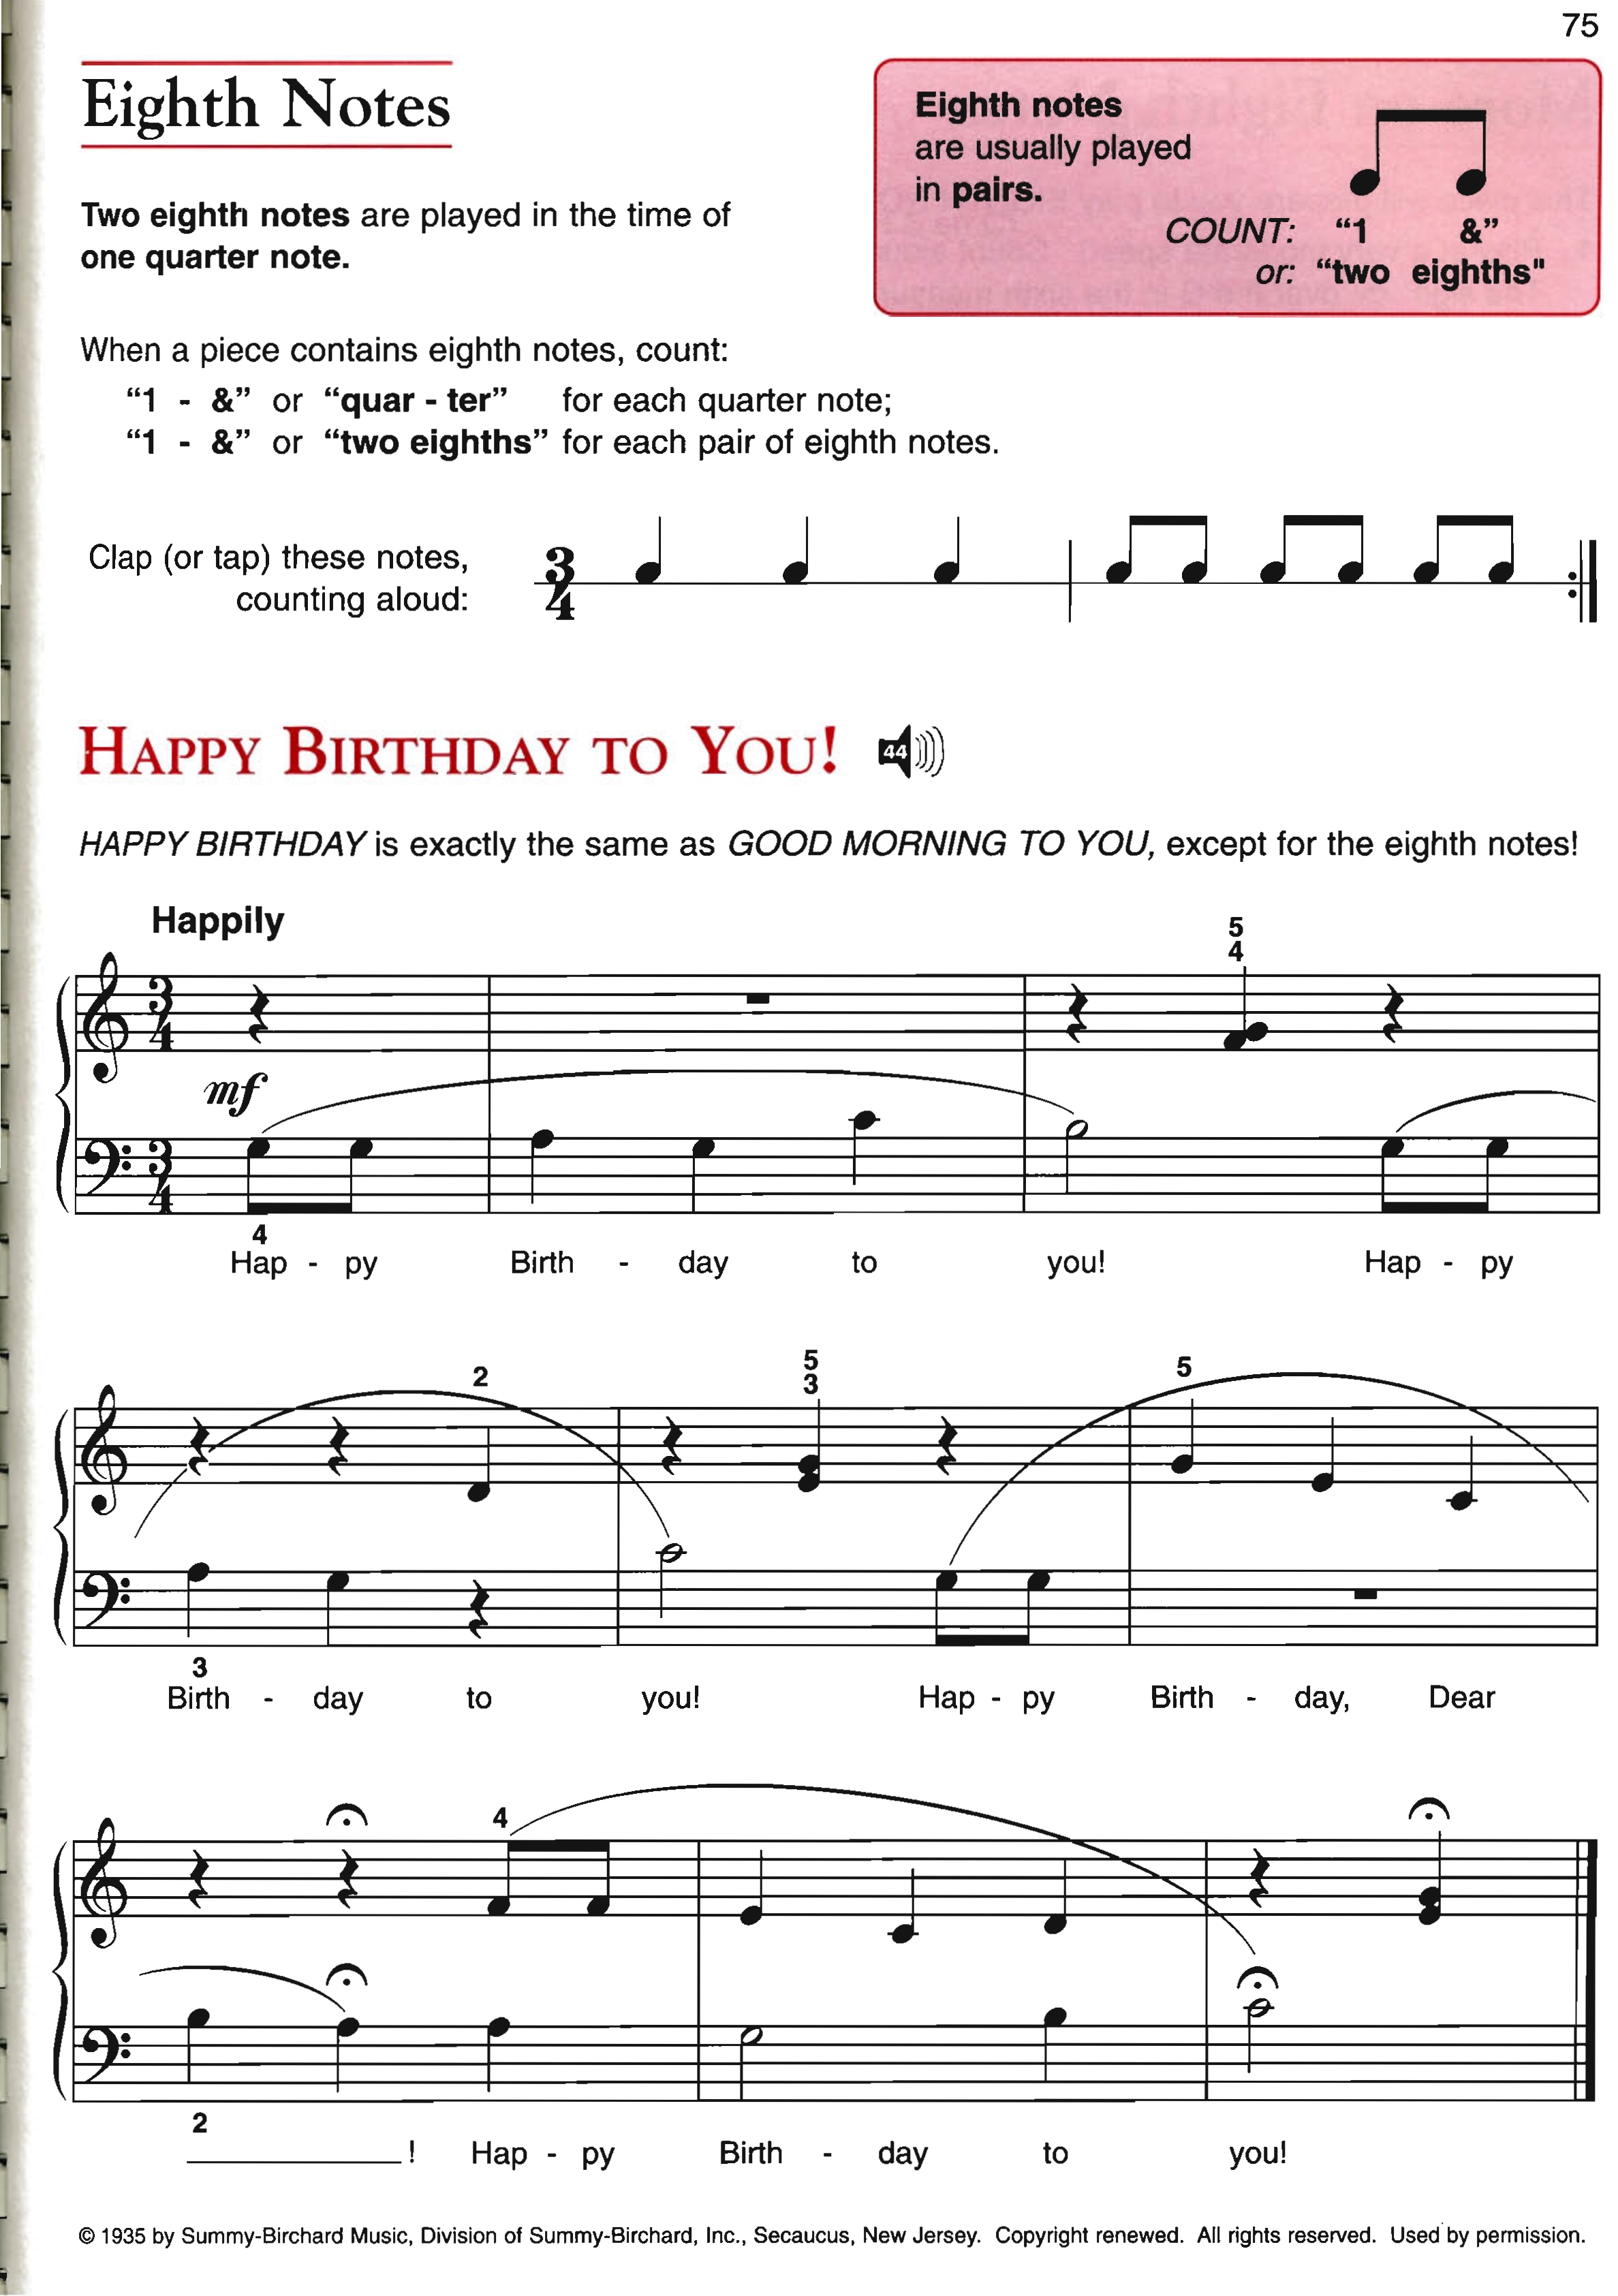 75
Eighth Notes
Two eighth notes are played in the time of
one quarter note.
Eighth notes
are usually played
in pairs.
COUNT: “1 &”
or: “two eighths"
When a piece contains eighth notes, count:
“1 - &” or “quar - ter” for each quarter note;
“1 - &” or “two eighths” for each pair of eighth notes.
Clap (or tap) these notes,
counting aloud:
3
4
HAPPY BIRTHDAY TO YOU! 44
HAPPY BIRTHDAY is exactly the same as GOOD MORNING TO YOU, except for the eighth notes!
Happily
5
4
3
4
mf
3
4
4
Hap - py Birth - day to you! Hap - py
2 5 5
3
3
Birth - day to you! Hap - py Birth - day, Dear
4
2
____________! Hap - py Birth - day to you!
© 1935 by Summy-Birchard Music, Division of Summy-Birchard, Inc., Secaucus, New Jersey. Copyright renewed. All rights reserved. Used by permission.